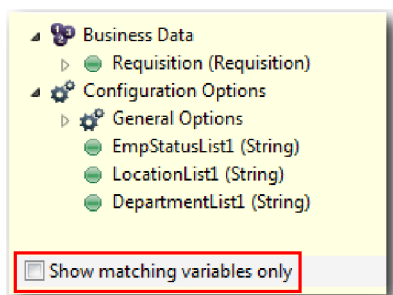 Business Data
Requisition (Requisition)
Configuration Options
General Options
EmpStatusList1 (String)
LocationList1 (String)
DepartmentList1 (String)
Show matching variables only